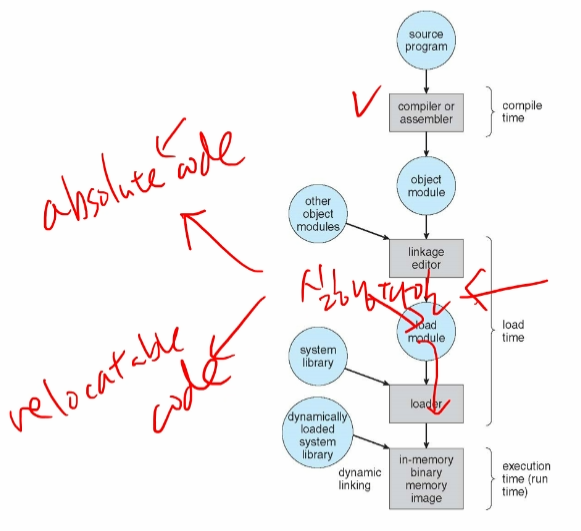 source
program
compiler or
assembler
compile
time
absolute code
object
module
other
object
modules
linkage
editor
load
module
load
time
relocatable
code
system
library
loader
dynamically
loaded
system
library
dynamic
linking
in-memory
binary
memory
image
execution
time (run
time)